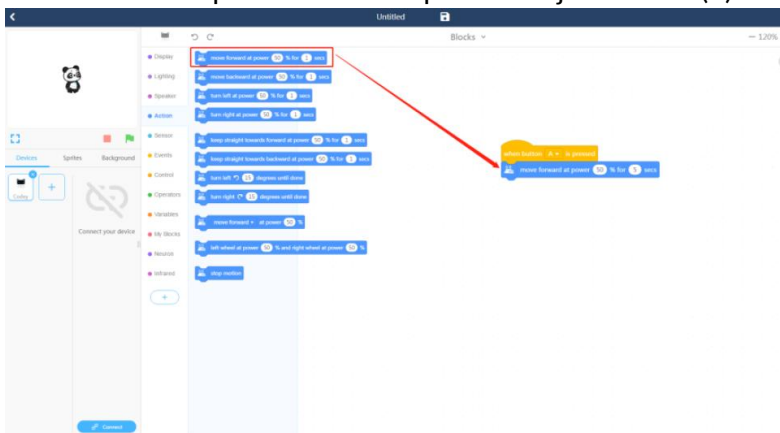 Untitled
Blocks
120%
Display
Lighting
Speaker
Action
Sensor
Events
Control
Operators
Variables
My Blocks
Neuron
Infrared
+
move forward at power 50 % for 1 secs
move backward at power 50 % for 1 secs
turn left at power 50 % for 1 secs
turn right at power 50 % for 1 secs
keep straight towards forward at power 50 % for 1 secs
keep straight towards backward at power 50 % for 1 secs
turn left 15 degrees until done
turn right 15 degrees until done
move forward at power 50 %
left wheel at power 50 % and right wheel at power 50 %
stop motion
when button A is pressed
move forward at power 50 % for 5 secs
Devices Sprites Background
Codey
+
Connect your device
Connect